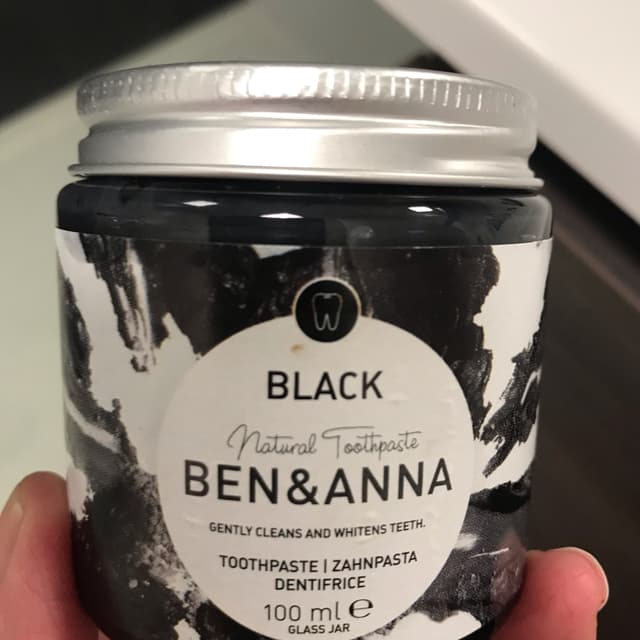 BLACK
Natural Toothpaste
BEN&ANNA
GENTLY CLEANS AND WHITENS TEETH.
TOOTHPASTE | ZAHNPASTA
DENTIFRICE
100 ml ℮
GLASS JAR